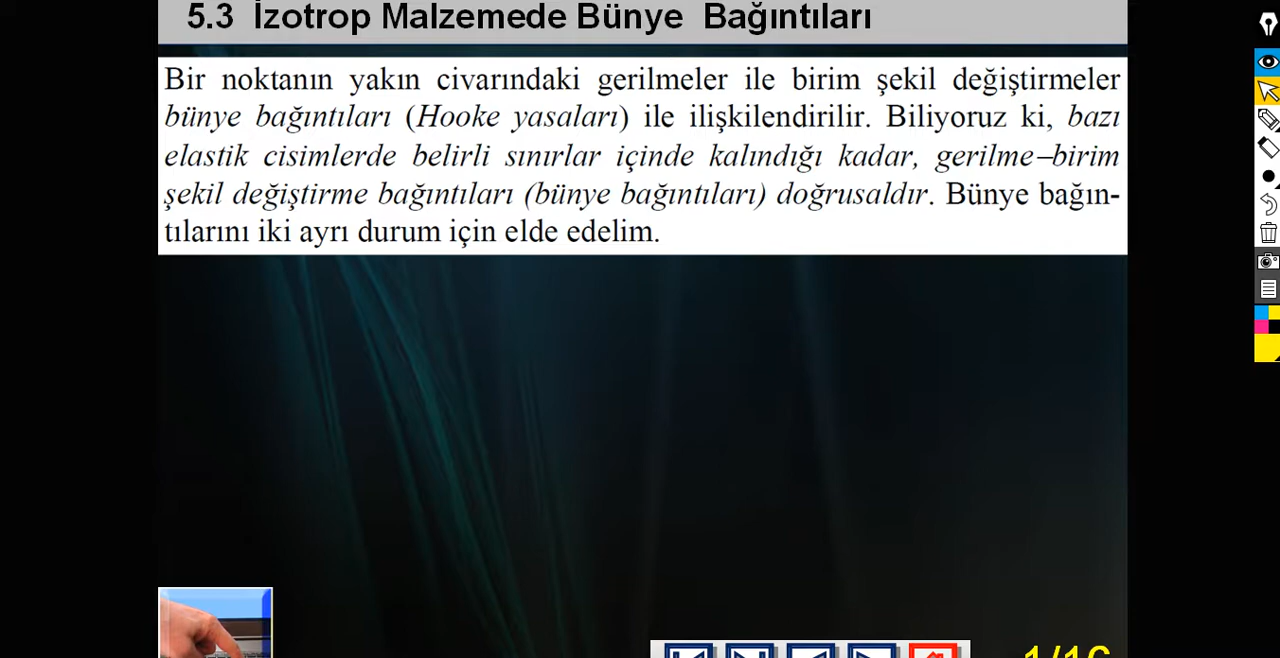 5.3 İzotrop Malzemede Bünye Bağıntıları
Bir noktanın yakın civarındaki gerilmeler ile birim şekil değiştirmeler
bünye bağıntıları (Hooke yasaları) ile ilişkilendirilir. Biliyoruz ki, bazı
elastik cisimlerde belirli sınırlar içinde kalındığı kadar, gerilme–birim
şekil değiştirme bağıntıları (bünye bağıntıları) doğrusaldır. Bünye bağın-
tılarını iki ayrı durum için elde edelim.
1/16